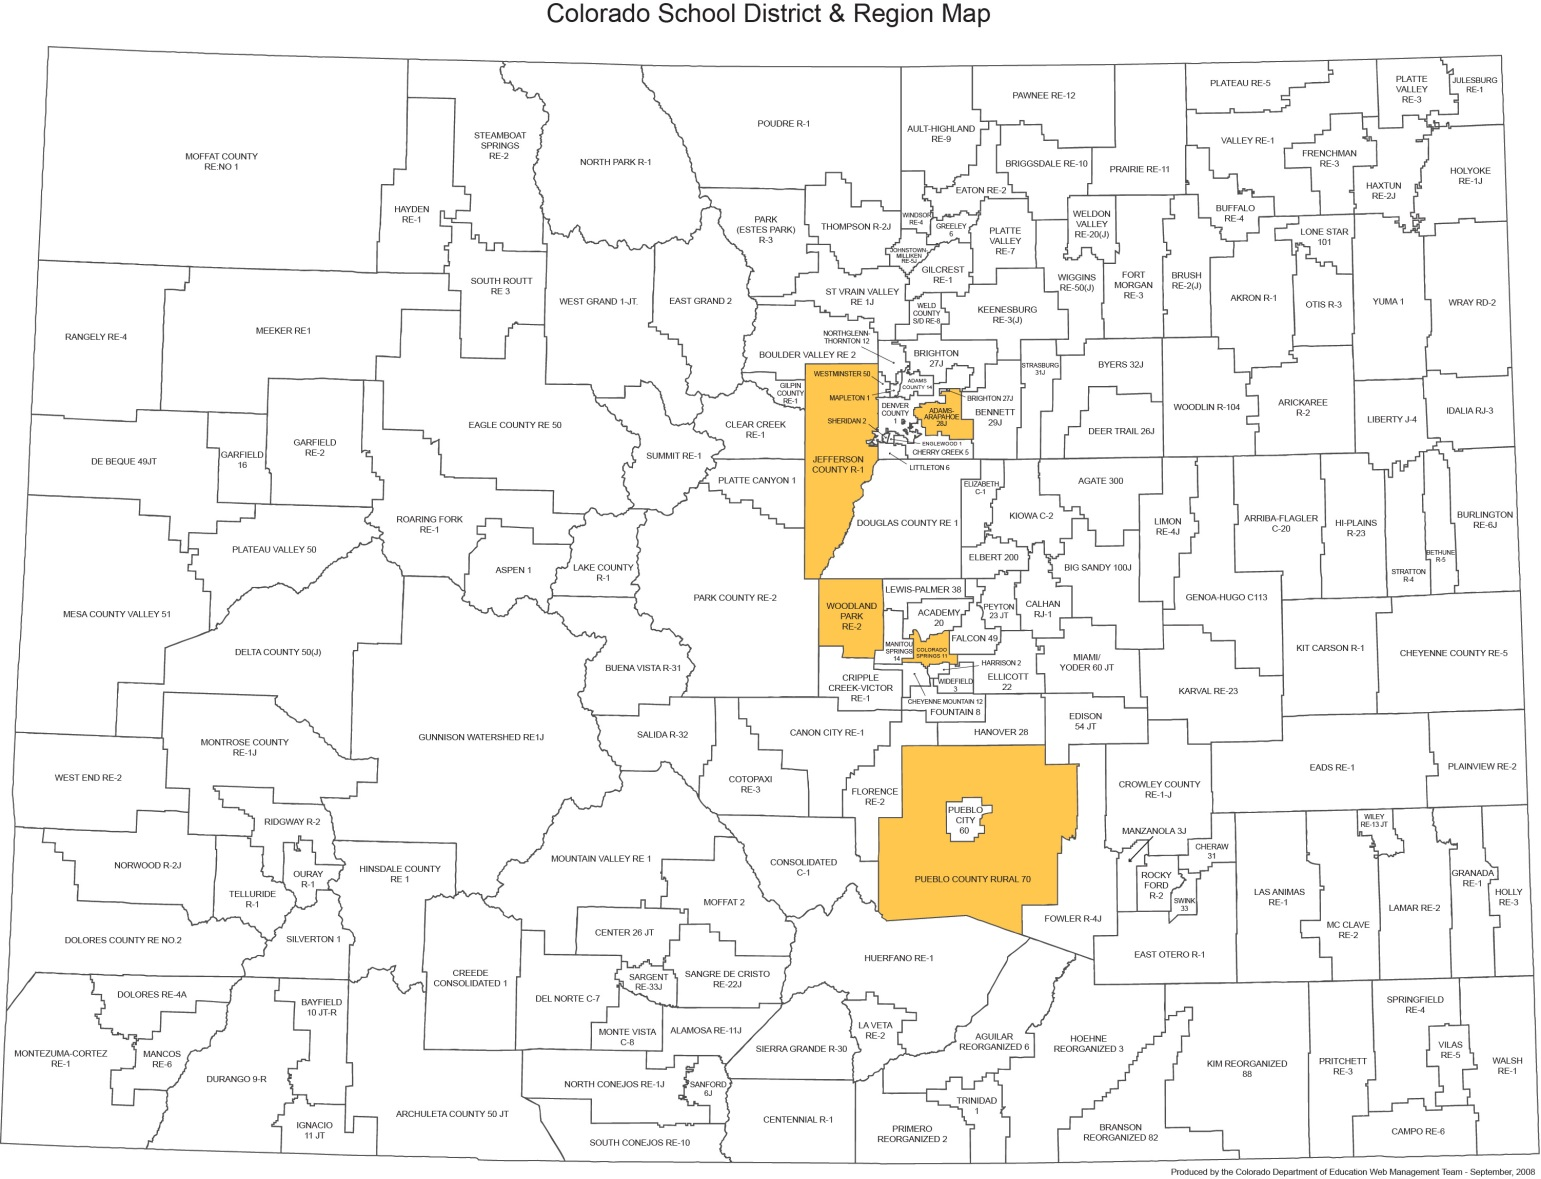 Colorado School District & Region Map
MOFFAT COUNTY
RE:NO 1
HAYDEN
RE-1
STEAMBOAT
SPRINGS
RE-2
NORTH PARK R-1
POUDRE R-1
AULT-HIGHLAND
RE-9
PAWNEE RE-12
BRIGGSDALE RE-10
PRAIRIE RE-11
PLATEAU RE-5
VALLEY RE-1
FRENCHMAN
RE-3
PLATTE
VALLEY
RE-3
JULESBURG
RE-1
HOLYOKE
RE-1J
HAXTUN
RE-2J
BUFFALO
RE-4
LONE STAR
101
EATON RE-2
WINDSOR
RE-4
GREELEY
6
PLATTE
VALLEY
RE-7
WELDON
VALLEY
RE-20(J)
PARK
(ESTES PARK)
R-3
THOMPSON R-2J
JOHNSTOWN-
MILLIKEN
RE-5J
GILCREST
RE-1
WIGGINS
RE-50(J)
FORT
MORGAN
RE-3
BRUSH
RE-2(J)
AKRON R-1
OTIS R-3
YUMA 1
WRAY RD-2
SOUTH ROUTT
RE 3
WEST GRAND 1-JT.
EAST GRAND 2
ST VRAIN VALLEY
RE 1J
WELD
COUNTY
S/D RE-8
KEENESBURG
RE-3(J)
RANGELY RE-4
MEEKER RE1
NORTHGLENN-
THORNTON 12
BOULDER VALLEY RE 2
BRIGHTON
27J
STRASBURG
31J
BYERS 32J
WESTMINSTER 50
ADAMS
COUNTY 14
MAPLETON 1
BRIGHTON 27J
GILPIN
COUNTY
RE-1
DENVER
COUNTY
1
ADAMS-
ARAPAHOE
28J
BENNETT
29J
WOODLIN R-104
ARICKAREE
R-2
LIBERTY J-4
IDALIA RJ-3
DEER TRAIL 26J
CLEAR CREEK
RE-1
SHERIDAN 2
ENGLEWOOD 1
CHERRY CREEK 5
LITTLETON 6
JEFFERSON
COUNTY R-1
EAGLE COUNTY RE 50
DE BEQUE 49JT
GARFIELD
16
GARFIELD
RE-2
SUMMIT RE-1
PLATTE CANYON 1
ELIZABETH
C-1
AGATE 300
KIOWA C-2
DOUGLAS COUNTY RE 1
LIMON
RE-4J
ARRIBA-FLAGLER
C-20
HI-PLAINS
R-23
STRATTON
R-4
BETHUNE
R-5
BURLINGTON
RE-6J
ROARING FORK
RE-1
PLATEAU VALLEY 50
ASPEN 1
LAKE COUNTY
R-1
ELBERT 200
BIG SANDY 100J
PARK COUNTY RE-2
LEWIS-PALMER 38
WOODLAND
PARK
RE-2
ACADEMY
20
PEYTON
23 JT
CALHAN
RJ-1
GENOA-HUGO C113
MESA COUNTY VALLEY 51
DELTA COUNTY 50(J)
BUENA VISTA R-31
MANITOU
SPRINGS
14
COLORADO
SPRINGS 11
FALCON 49
HARRISON 2
WIDEFIELD
3
ELLICOTT
22
MIAMI/
YODER 60 JT
KIT CARSON R-1
CHEYENNE COUNTY RE-5
CRIPPLE
CREEK-VICTOR
RE-1
CHEYENNE MOUNTAIN 12
FOUNTAIN 8
KARVAL RE-23
EDISON
54 JT
HANOVER 28
CANON CITY RE-1
SALIDA R-32
GUNNISON WATERSHED RE1J
MONTROSE COUNTY
RE-1J
WEST END RE-2
COTOPAXI
RE-3
FLORENCE
RE-2
EADS RE-1
PLAINVIEW RE-2
CROWLEY COUNTY
RE-1-J
PUEBLO
CITY
60
PUEBLO COUNTY RURAL 70
RIDGWAY R-2
MANZANOLA 3J
WILEY
RE-13 JT
CHERAW
31
NORWOOD R-2J
OURAY
R-1
TELLURIDE
R-1
HINSDALE COUNTY
RE 1
MOUNTAIN VALLEY RE 1
CONSOLIDATED
C-1
ROCKY
FORD
R-2
SWINK
33
LAS ANIMAS
RE-1
MC CLAVE
RE-2
LAMAR RE-2
GRANADA
RE-1
HOLLY
RE-3
MOFFAT 2
FOWLER R-4J
DOLORES COUNTY RE NO.2
SILVERTON 1
CENTER 26 JT
EAST OTERO R-1
HUERFANO RE-1
CREEDE
CONSOLIDATED 1
SARGENT
RE-33J
SANGRE DE CRISTO
RE-22J
DEL NORTE C-7
DOLORES RE-4A
BAYFIELD
10 JT-R
MONTE VISTA
C-8
ALAMOSA RE-11J
LA VETA
RE-2
SIERRA GRANDE R-30
AGUILAR
REORGANIZED 6
HOEHNE
REORGANIZED 3
SPRINGFIELD
RE-4
MONTEZUMA-CORTEZ
RE-1
MANCOS
RE-6
DURANGO 9-R
KIM REORGANIZED
88
PRITCHETT
RE-3
VILAS
RE-5
WALSH
RE-1
NORTH CONEJOS RE-1J
SANFORD
6J
ARCHULETA COUNTY 50 JT
IGNACIO
11 JT
SOUTH CONEJOS RE-10
CENTENNIAL R-1
PRIMERO
REORGANIZED 2
TRINIDAD
1
BRANSON
REORGANIZED 82
CAMPO RE-6
Produced by the Colorado Department of Education Web Management Team - September, 2008